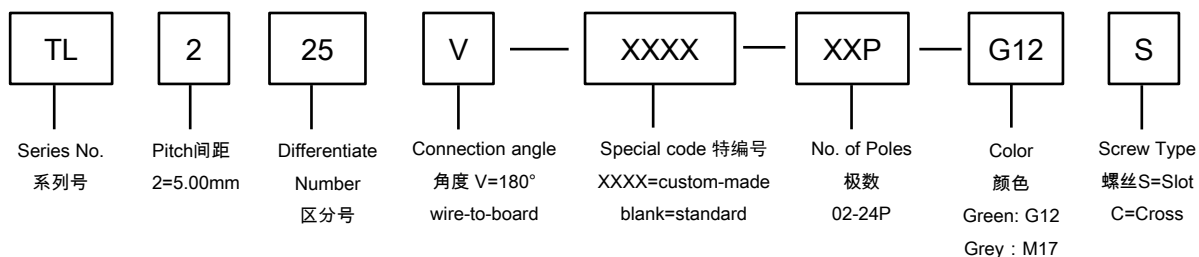 TL 2 25 V — XXXX — XXP — G12 S
Series No. Pitch间距 Differentiate Connection angle Special code 特编号 No. of Poles Color Screw Type
系列号 2=5.00mm Number 角度 V=180° XXXX=custom-made 极数 颜色 螺丝S=Slot
区分号 wire-to-board blank=standard 02-24P Green: G12 C=Cross
Grey : M17